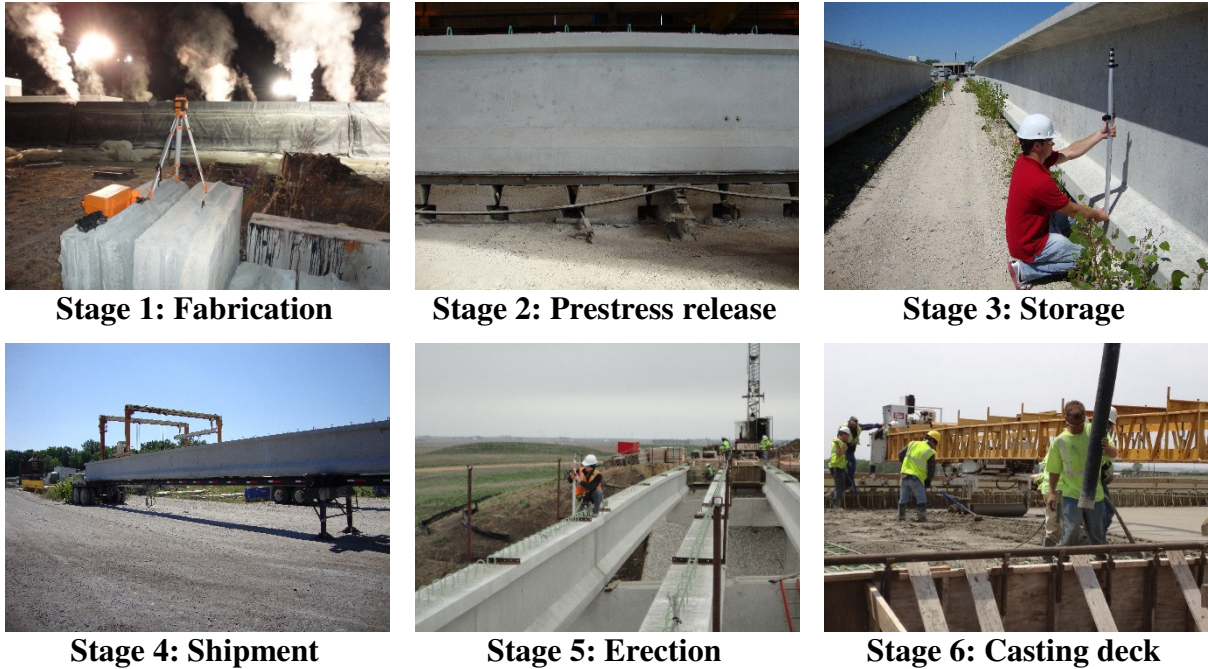 Stage 1: Fabrication
Stage 2: Prestress release
Stage 3: Storage
Stage 4: Shipment
Stage 5: Erection
Stage 6: Casting deck